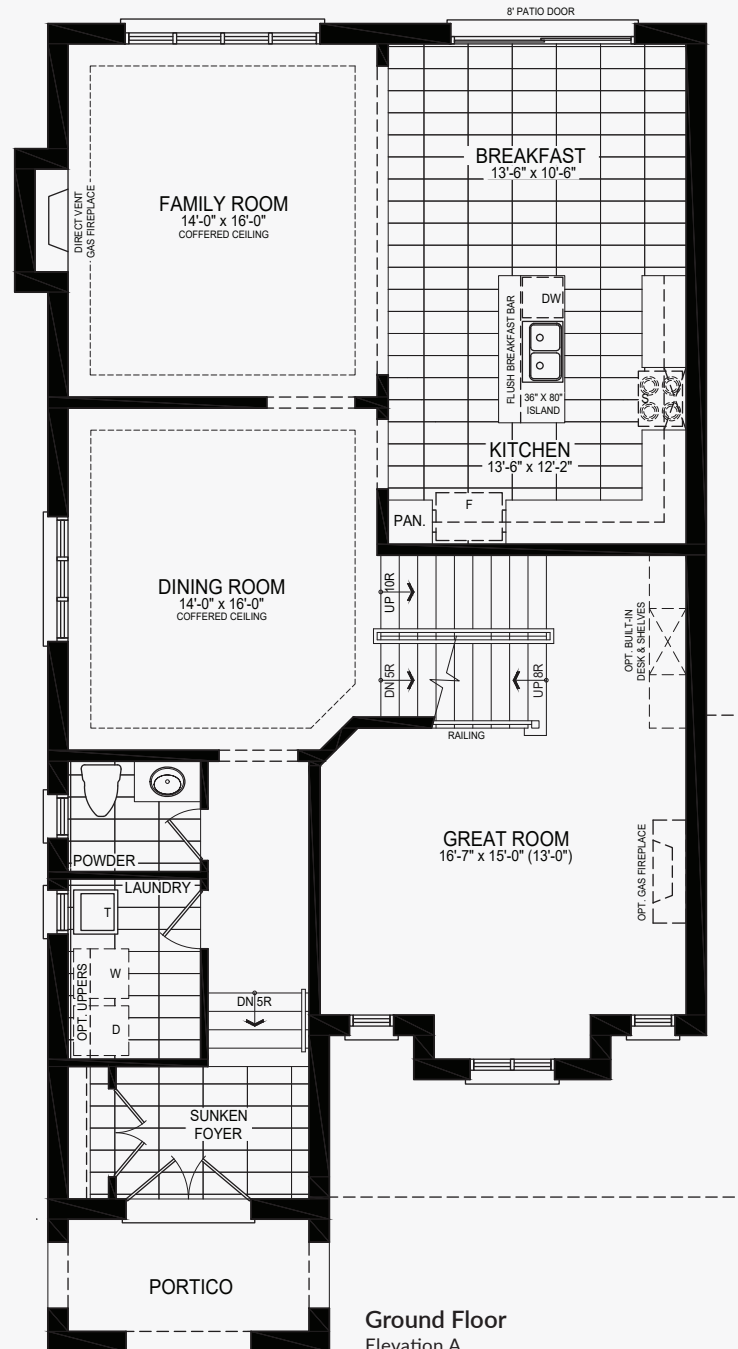 8' PATIO DOOR
BREAKFAST
13'-6" x 10'-6"
FAMILY ROOM
14'-0" x 16'-0"
COFFERED CEILING
DIRECT VENT
GAS FIREPLACE
DW
FLUSH BREAKFAST BAR
36" X 80"
ISLAND
KITCHEN
13'-6" x 12'-2"
PAN.
F
DINING ROOM
14'-0" x 16'-0"
COFFERED CEILING
UP 10R
DN 5R
UP 8R
RAILING
OPT. BUILT-IN
DESK & SHELVES
GREAT ROOM
16'-7" x 15'-0" (13'-0")
OPT. GAS FIREPLACE
POWDER
LAUNDRY
T
W
D
OPT. UPPERS
DN 5R
SUNKEN
FOYER
PORTICO
Ground Floor
Elevation A